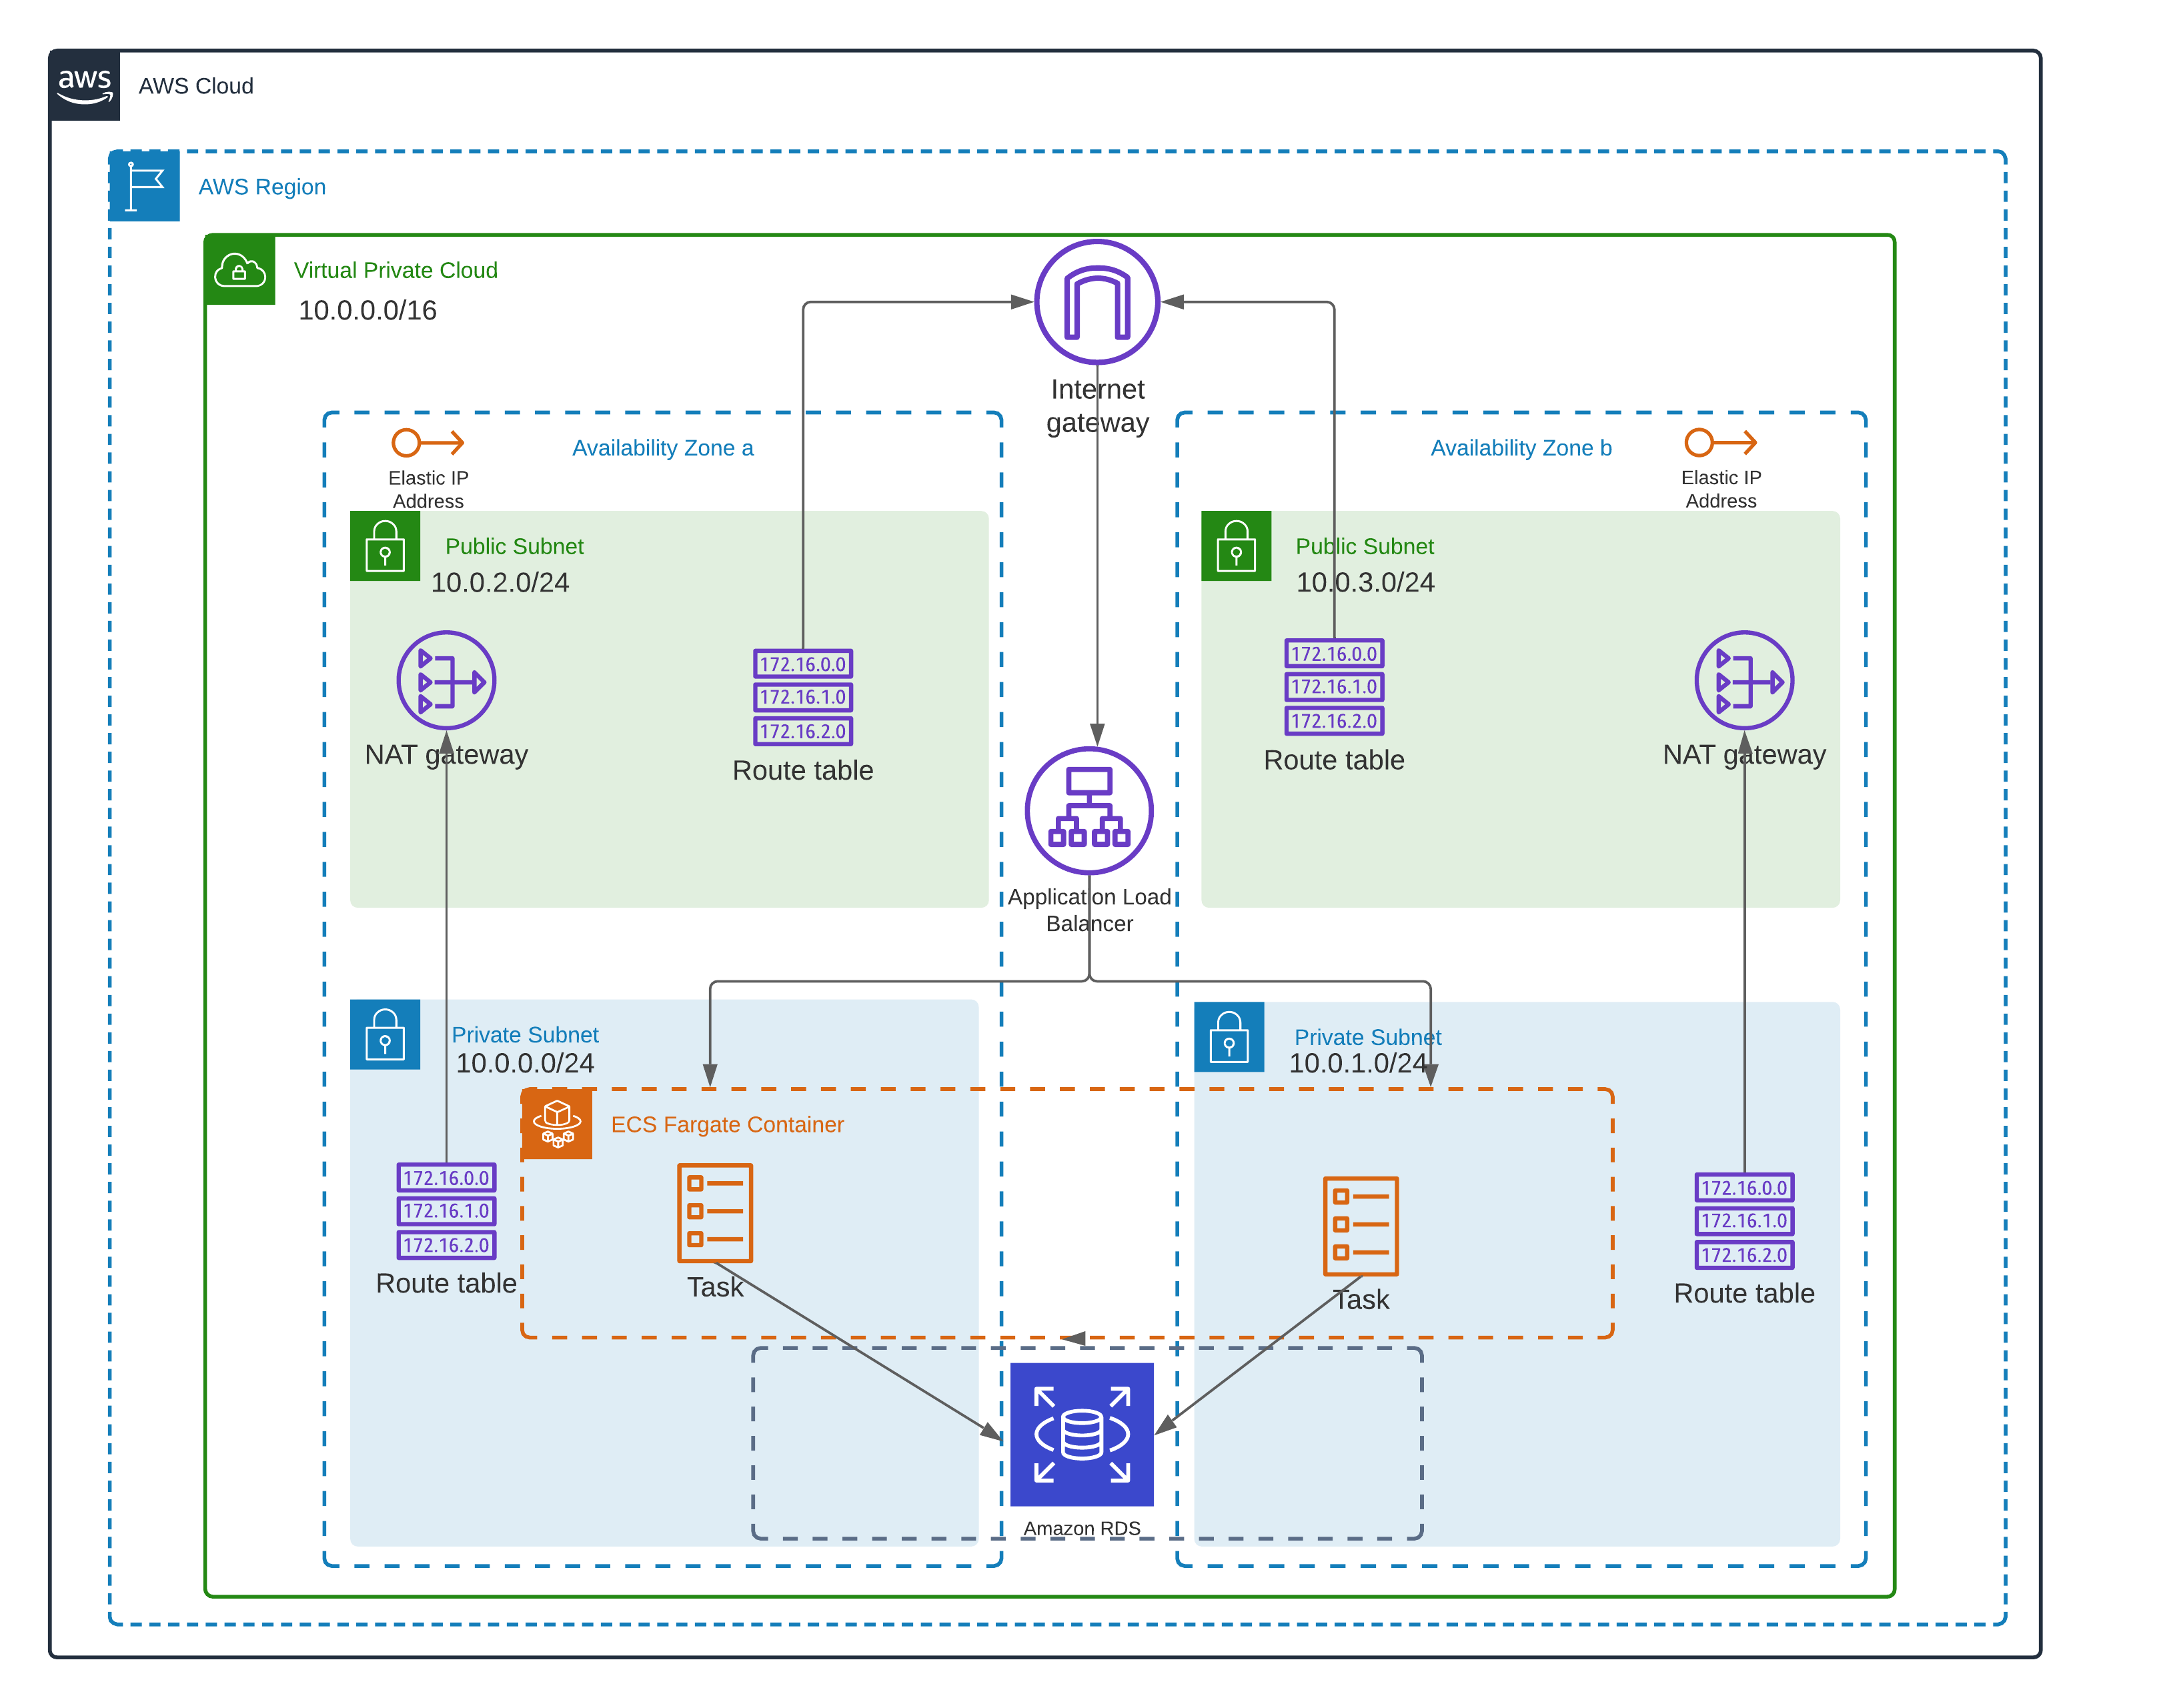 aws
AWS Cloud
AWS Region
Virtual Private Cloud
10.0.0.0/16
Internet
gateway
Availability Zone a
Elastic IP
Address
Public Subnet
10.0.2.0/24
NAT gateway
172.16.0.0
172.16.1.0
172.16.2.0
Route table
Availability Zone b
Elastic IP
Address
Public Subnet
10.0.3.0/24
172.16.0.0
172.16.1.0
172.16.2.0
Route table
NAT gateway
Application Load
Balancer
Private Subnet
10.0.0.0/24
Private Subnet
10.0.1.0/24
ECS Fargate Container
172.16.0.0
172.16.1.0
172.16.2.0
Route table
Task
Task
172.16.0.0
172.16.1.0
172.16.2.0
Route table
Amazon RDS